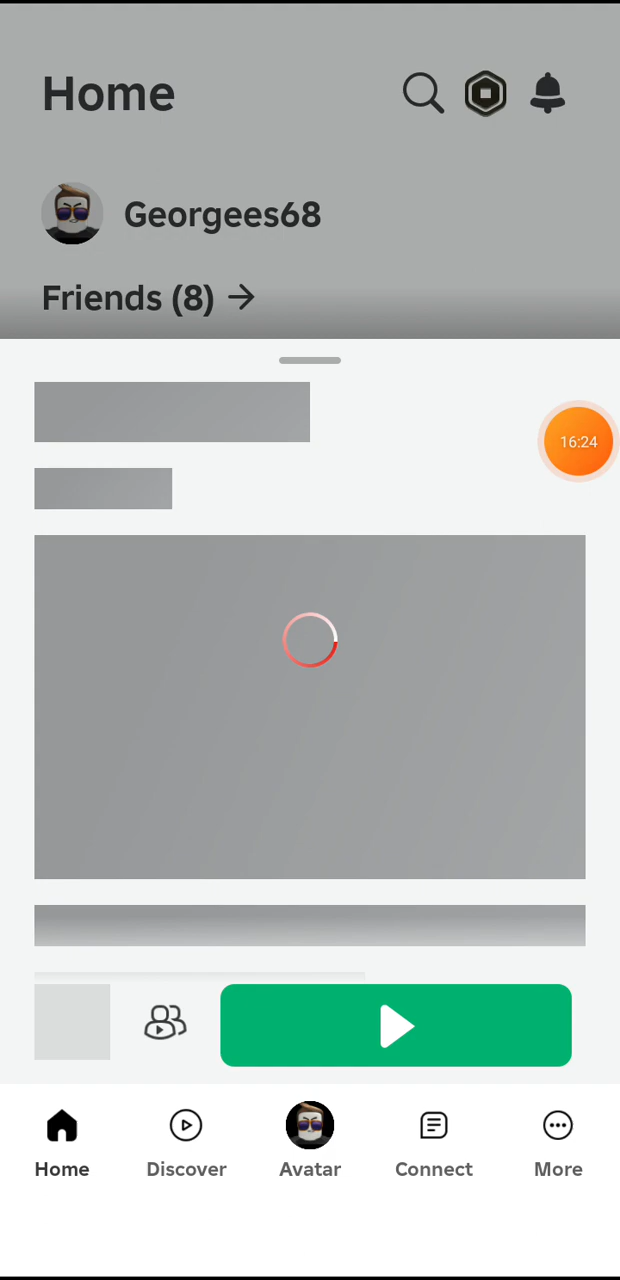 Home
Georgees68
Friends (8) →
16:24
Home
Discover
Avatar
Connect
More